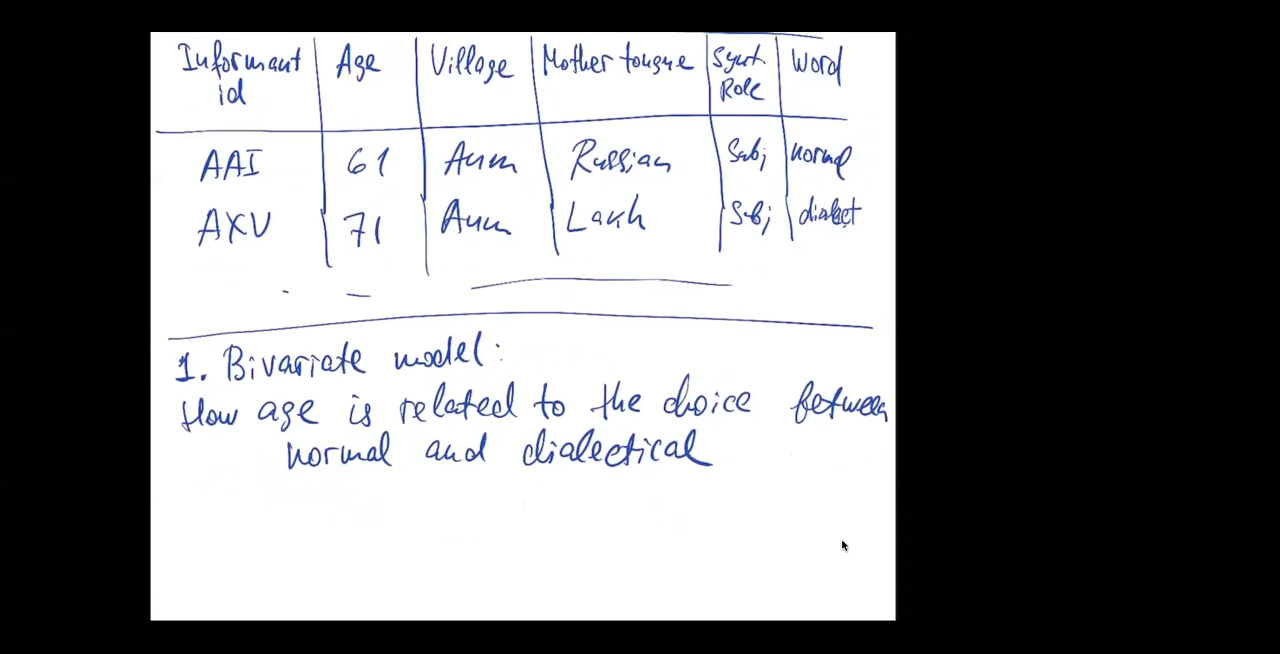 Informant id | Age | Village | Mother tongue | Synt. Role | Word
AAI | 61 | | Russian | Subj | normal
AXU | 71 | | Lakh | Subj | dialect
1. Bivariate model:
How age is related to the choice between
normal and dialectical